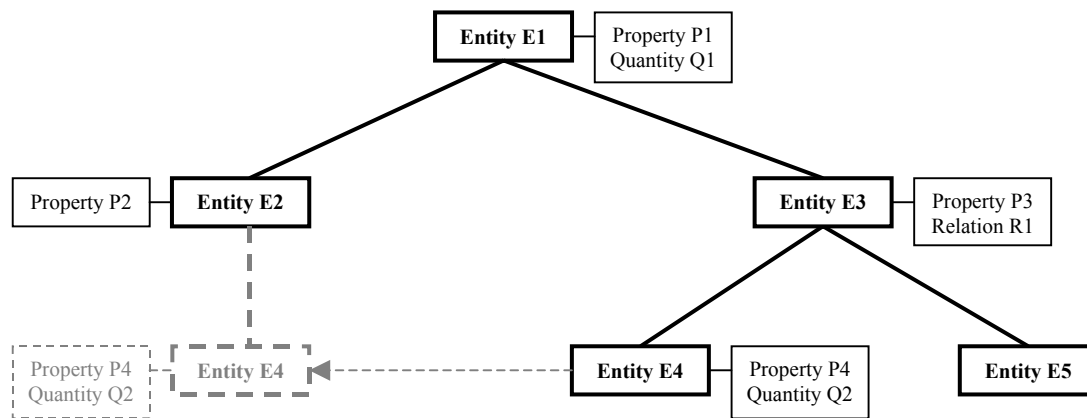 Entity E1
Property P1
Quantity Q1
Property P2
Entity E2
Entity E3
Property P3
Relation R1
Property P4
Quantity Q2
Entity E4
Entity E4
Property P4
Quantity Q2
Entity E5